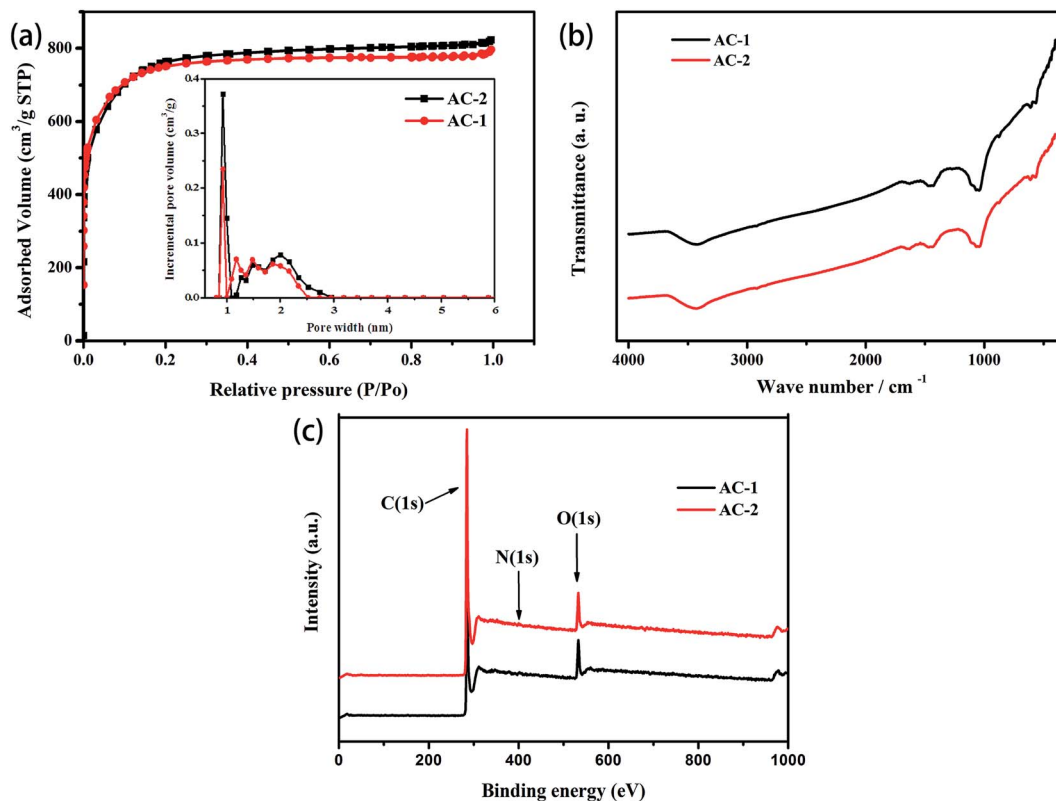 (a)
800
600
400
200
0
Adsorbed Volume (cm³/g STP)
0.0 0.2 0.4 0.6 0.8 1.0
Relative pressure (P/Po)
0.4
0.3
0.2
0.1
0.0
Incremental pore volume (cm³/g)
AC-2
AC-1
1 2 3 4 5 6
Pore width (nm)
(b)
AC-1
AC-2
Transmittance (a. u.)
4000 3000 2000 1000
Wave number / cm⁻¹
(c)
C(1s)
N(1s)
O(1s)
AC-1
AC-2
Intensity (a.u.)
0 200 400 600 800 1000
Binding energy (eV)